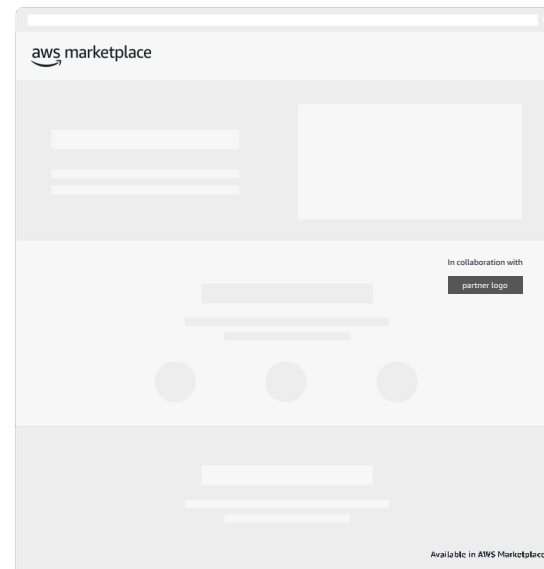 aws marketplace
In collaboration with
partner logo
Available in AWS Marketplace